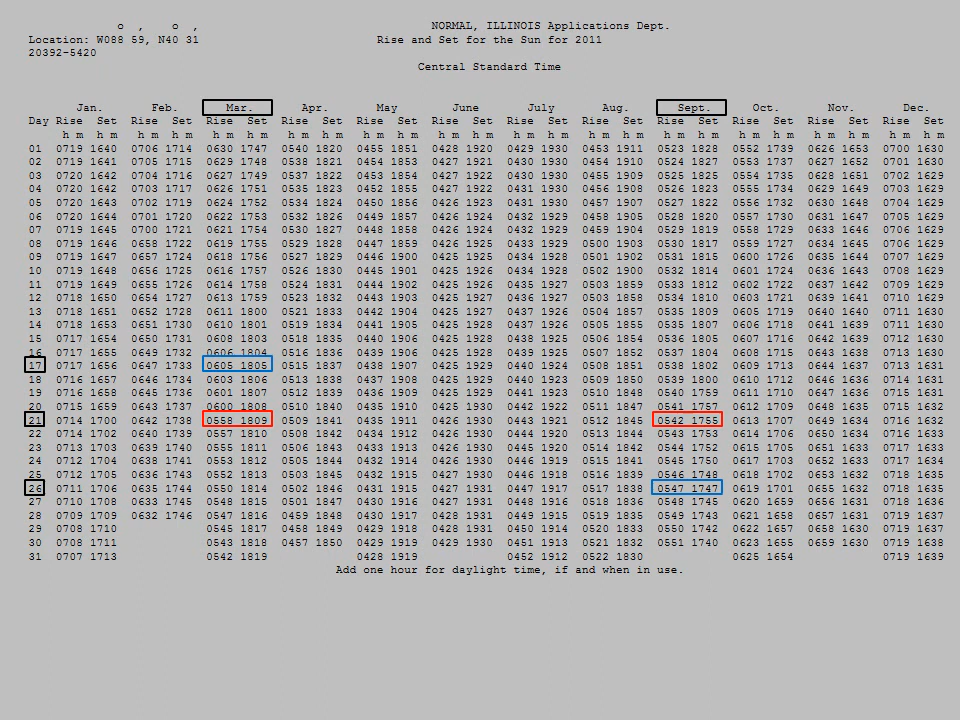 o , o ,
NORMAL, ILLINOIS Applications Dept.
Location: W088 59, N40 31
Rise and Set for the Sun for 2011
20392-5420
Central Standard Time
Jan. Feb. Mar. Apr. May June July Aug. Sept. Oct. Nov. Dec.
Day Rise Set Rise Set Rise Set Rise Set Rise Set Rise Set Rise Set Rise Set Rise Set Rise Set Rise Set Rise Set
h m h m h m h m h m h m h m h m h m h m h m h m h m h m h m h m h m h m h m h m h m h m h m h m
01 0719 1640 0706 1714 0630 1747 0540 1820 0455 1851 0428 1920 0429 1930 0453 1911 0523 1828 0552 1739 0626 1653 0700 1630
02 0719 1641 0705 1715 0629 1748 0538 1821 0454 1853 0427 1921 0430 1930 0454 1910 0524 1827 0553 1737 0627 1652 0701 1630
03 0720 1642 0704 1716 0627 1749 0537 1822 0453 1854 0427 1922 0430 1930 0455 1909 0525 1825 0554 1735 0628 1651 0702 1629
04 0720 1642 0703 1717 0626 1751 0535 1823 0452 1855 0427 1922 0431 1930 0456 1908 0526 1823 0555 1734 0629 1649 0703 1629
05 0720 1643 0702 1719 0624 1752 0534 1824 0450 1856 0426 1923 0431 1930 0457 1907 0527 1822 0556 1732 0630 1648 0704 1629
06 0720 1644 0701 1720 0622 1753 0532 1826 0449 1857 0426 1924 0432 1929 0458 1905 0528 1820 0557 1730 0631 1647 0705 1629
07 0719 1645 0700 1721 0621 1754 0530 1827 0448 1858 0426 1924 0432 1929 0459 1904 0529 1819 0558 1729 0633 1646 0706 1629
08 0719 1646 0658 1722 0619 1755 0529 1828 0447 1859 0426 1925 0433 1929 0500 1903 0530 1817 0559 1727 0634 1645 0706 1629
09 0719 1647 0657 1724 0618 1756 0527 1829 0446 1900 0425 1925 0434 1928 0501 1902 0531 1815 0600 1726 0635 1644 0707 1629
10 0719 1648 0656 1725 0616 1757 0526 1830 0445 1901 0425 1926 0434 1928 0502 1900 0532 1814 0601 1724 0636 1643 0708 1629
11 0719 1649 0655 1726 0614 1758 0524 1831 0444 1902 0425 1926 0435 1927 0503 1859 0533 1812 0602 1722 0637 1642 0709 1629
12 0718 1650 0654 1727 0613 1759 0523 1832 0443 1903 0425 1927 0436 1927 0503 1858 0534 1810 0603 1721 0639 1641 0710 1629
13 0718 1651 0652 1728 0611 1800 0521 1833 0442 1904 0425 1927 0437 1926 0504 1857 0535 1809 0605 1719 0640 1640 0711 1630
14 0718 1653 0651 1730 0610 1801 0519 1834 0441 1905 0425 1928 0437 1926 0505 1855 0535 1807 0606 1718 0641 1639 0711 1630
15 0717 1654 0650 1731 0608 1803 0518 1835 0440 1906 0425 1928 0438 1925 0506 1854 0536 1805 0607 1716 0642 1639 0712 1630
16 0717 1655 0649 1732 0606 1804 0516 1836 0439 1906 0425 1928 0439 1925 0507 1852 0537 1804 0608 1715 0643 1638 0713 1630
17 0717 1656 0647 1733 0605 1805 0515 1837 0438 1907 0425 1929 0440 1924 0508 1851 0538 1802 0609 1713 0644 1637 0713 1631
18 0716 1657 0646 1734 0603 1806 0513 1838 0437 1908 0425 1929 0440 1923 0509 1850 0539 1800 0610 1712 0646 1636 0714 1631
19 0716 1658 0645 1736 0601 1807 0512 1839 0436 1909 0425 1929 0441 1923 0510 1848 0540 1759 0611 1710 0647 1636 0715 1631
20 0715 1659 0643 1737 0600 1808 0510 1840 0435 1910 0425 1930 0442 1922 0511 1847 0541 1757 0612 1709 0648 1635 0715 1632
21 0714 1700 0642 1738 0558 1809 0509 1841 0435 1911 0426 1930 0443 1921 0512 1845 0542 1755 0613 1707 0649 1634 0716 1632
22 0714 1702 0640 1739 0557 1810 0508 1842 0434 1912 0426 1930 0444 1920 0513 1844 0543 1753 0614 1706 0650 1634 0716 1633
23 0713 1703 0639 1740 0555 1811 0506 1843 0433 1913 0426 1930 0445 1920 0514 1842 0544 1752 0615 1705 0651 1633 0717 1633
24 0712 1704 0638 1741 0553 1812 0505 1844 0432 1914 0426 1930 0446 1919 0515 1841 0545 1750 0617 1703 0652 1633 0717 1634
25 0712 1705 0636 1743 0552 1813 0503 1845 0432 1915 0427 1930 0446 1918 0516 1839 0546 1748 0618 1702 0653 1632 0718 1635
26 0711 1706 0635 1744 0550 1814 0502 1846 0431 1915 0427 1931 0447 1917 0517 1838 0547 1747 0619 1701 0655 1632 0718 1635
27 0710 1708 0633 1745 0548 1815 0501 1847 0430 1916 0427 1931 0448 1916 0518 1836 0548 1745 0620 1659 0656 1631 0718 1636
28 0709 1709 0632 1746 0547 1816 0459 1848 0430 1917 0428 1931 0449 1915 0519 1835 0549 1743 0621 1658 0657 1631 0719 1637
29 0708 1710 0545 1817 0458 1849 0429 1918 0428 1931 0450 1914 0520 1833 0550 1742 0622 1657 0658 1630 0719 1637
30 0708 1711 0543 1818 0457 1850 0429 1919 0429 1930 0451 1913 0521 1832 0551 1740 0623 1655 0659 1630 0719 1638
31 0707 1713 0542 1819 0428 1919 0452 1912 0522 1830 0625 1654 0719 1639
Add one hour for daylight time, if and when in use.